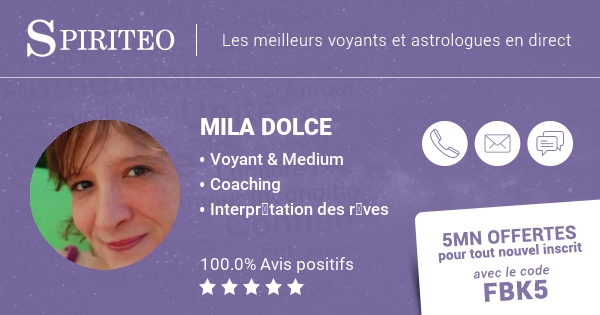 SPIRITEO
Les meilleurs voyants et astrologues en direct
MILA DOLCE
• Voyant & Medium
• Coaching
• Interpr▯tation des r▯ves
100.0% Avis positifs
5MN OFFERTES
pour tout nouvel inscrit
avec le code
FBK5